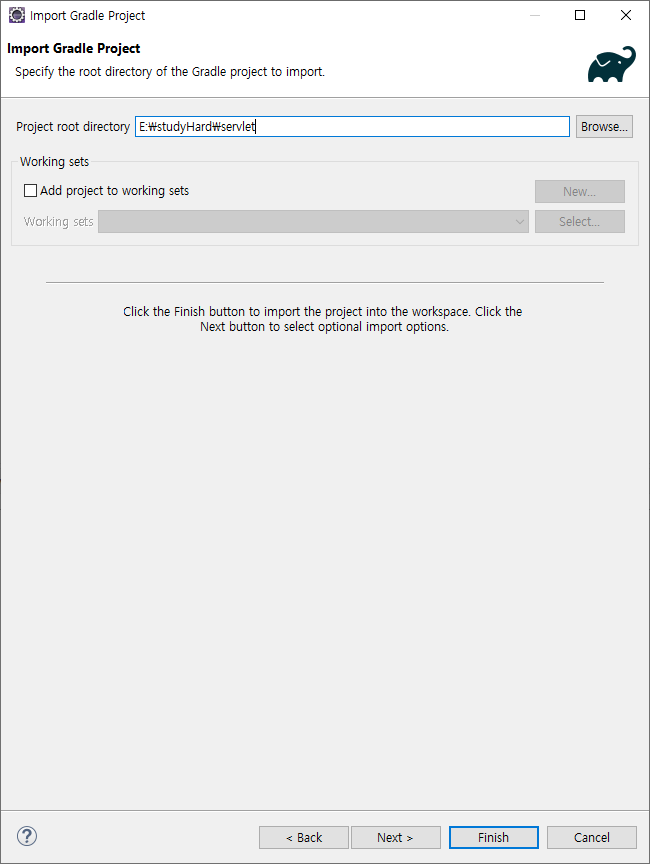 Import Gradle Project
Import Gradle Project
Specify the root directory of the Gradle project to import.
Project root directory E:₩studyHard₩servlet Browse...
Working sets
Add project to working sets New...
Working sets Select...
Click the Finish button to import the project into the workspace. Click the
Next button to select optional import options.
? < Back Next > Finish Cancel